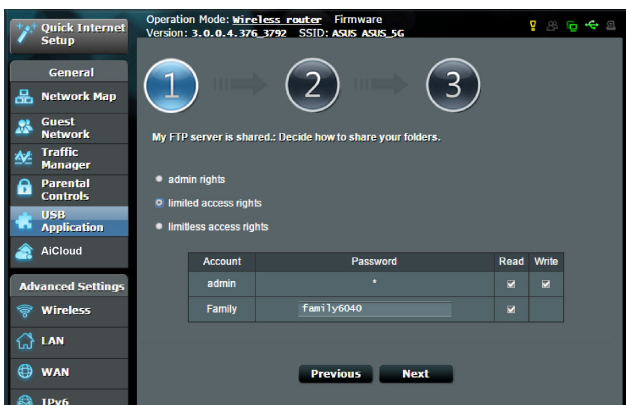 Quick Internet
Setup
Operation Mode: Wireless router Firmware
Version: 3.0.0.4.376_3792 SSID: ASUS ASUS_5G
General
Network Map
Guest
Network
Traffic
Manager
Parental
Controls
USB
Application
AiCloud
Advanced Settings
Wireless
LAN
WAN
IPv6
1
2
3
My FTP server is shared.: Decide how to share your folders.
admin rights
limited access rights
limitless access rights
Account Password Read Write
admin *
Family family6040
Previous Next